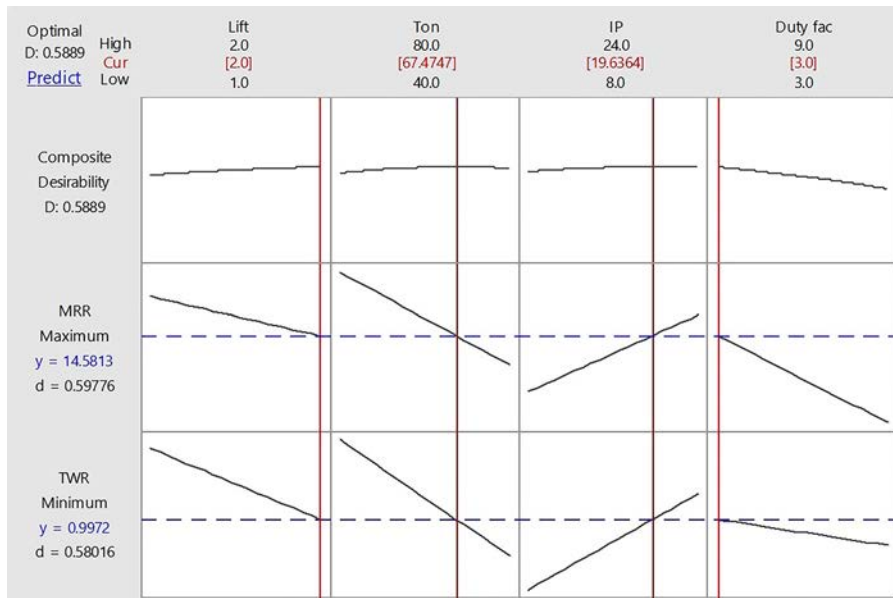 Optimal
D: 0.5889
Predict
High
Cur
Low
Lift
2.0
[2.0]
1.0
Ton
80.0
[67.4747]
40.0
IP
24.0
[19.6364]
8.0
Duty fac
9.0
[3.0]
3.0
Composite
Desirability
D: 0.5889
MRR
Maximum
y = 14.5813
d = 0.59776
TWR
Minimum
y = 0.9972
d = 0.58016